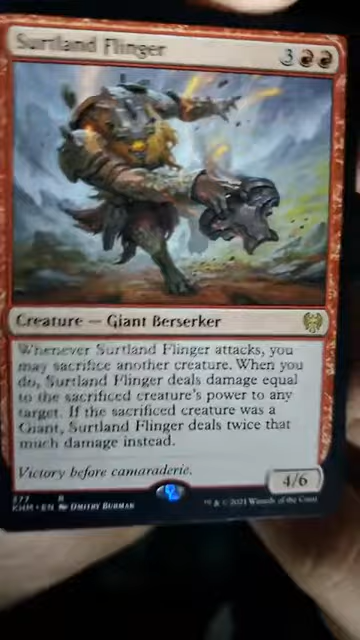 Surtland Flinger
3
Creature — Giant Berserker
Whenever Surtland Flinger attacks, you
may sacrifice another creature. When you
do, Surtland Flinger deals damage equal
to the sacrificed creature's power to any
target. If the sacrificed creature was a
Giant, Surtland Flinger deals twice that
much damage instead.
Victory before camaraderie.
4/6
377 R
KHM • EN Dmitry Burmak
™ & © 2021 Wizards of the Coast